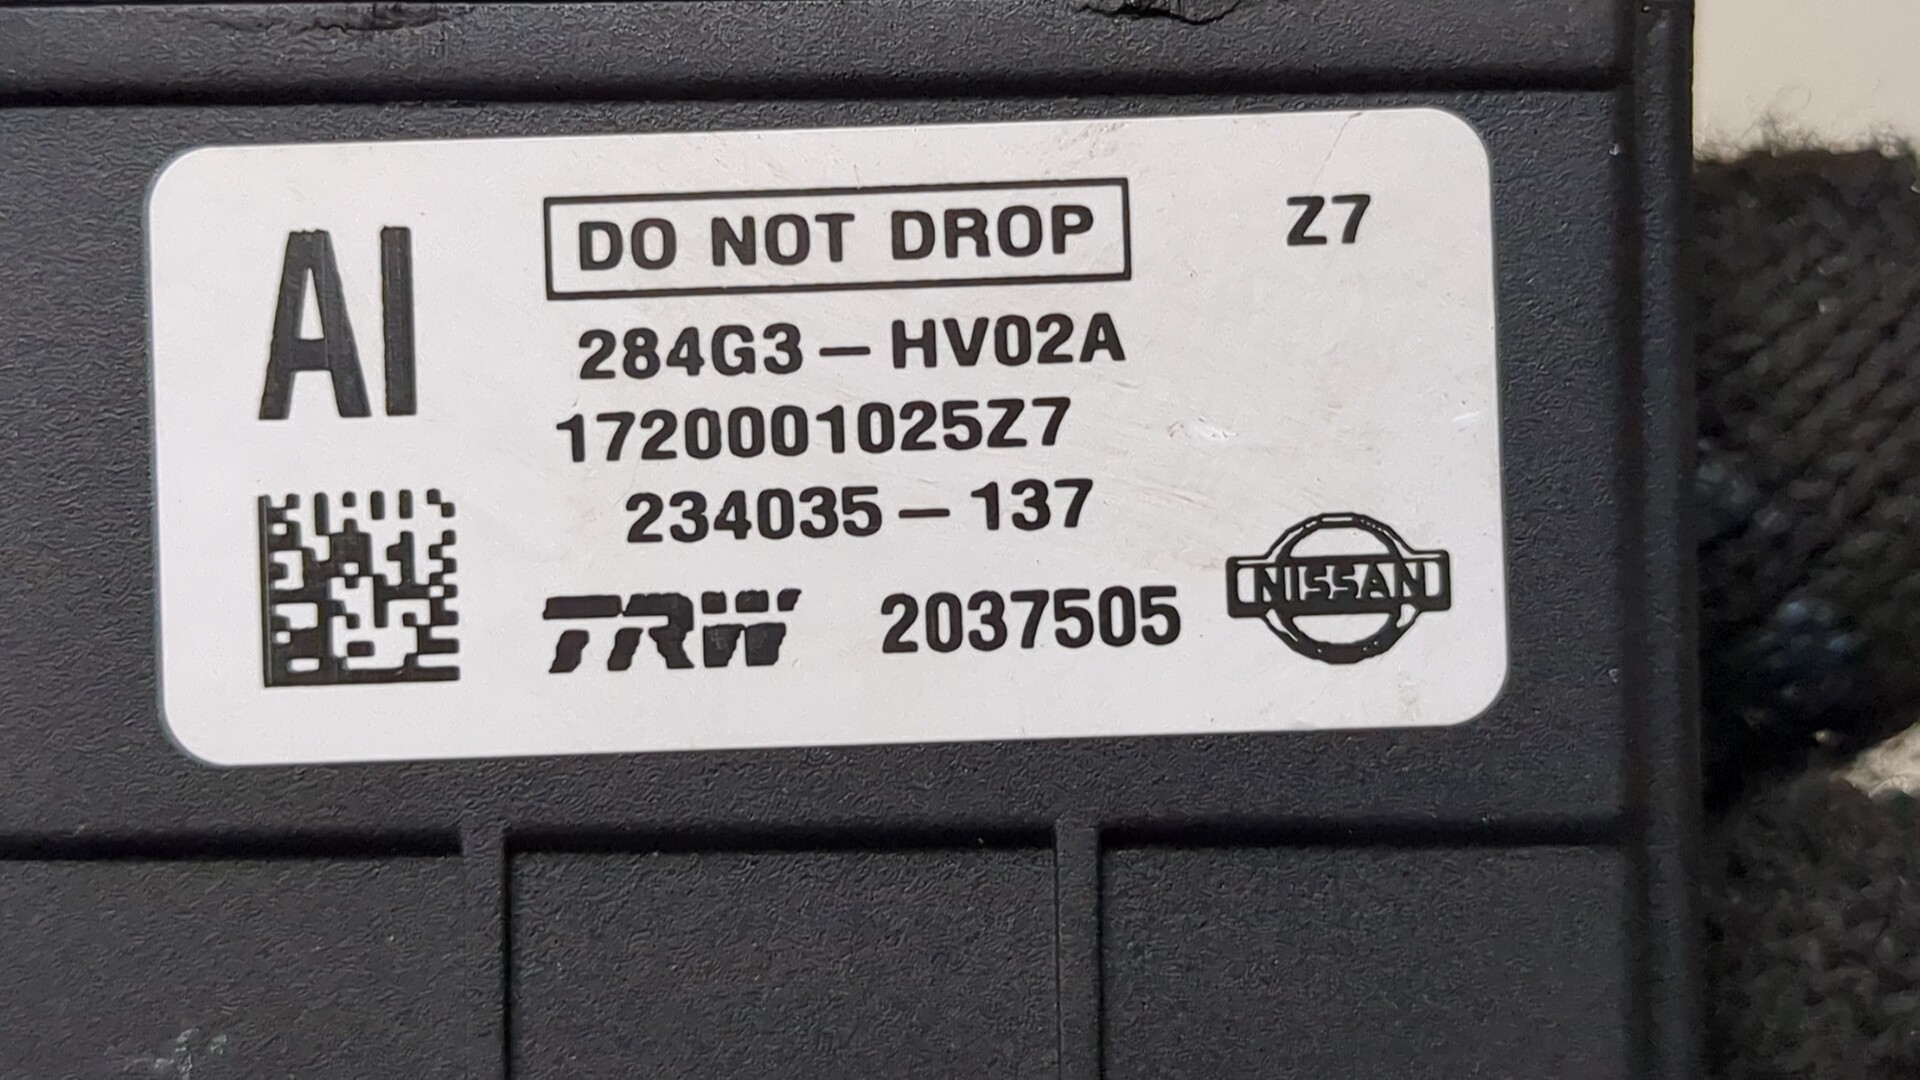 AI
DO NOT DROP
Z7
284G3-HV02A
1720001025Z7
234035-137
TRW 2037505
NISSAN